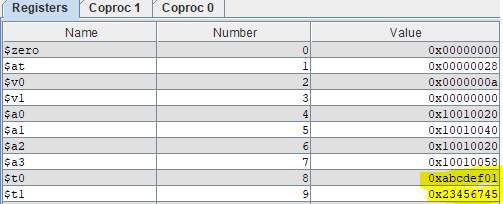 Registers Coproc 1 Coproc 0
Name Number Value
$zero 0 0x00000000
$at 1 0x00000028
$v0 2 0x0000000a
$v1 3 0x00000000
$a0 4 0x10010020
$a1 5 0x10010040
$a2 6 0x10010020
$a3 7 0x10010058
$t0 8 0xabcdef01
$t1 9 0x23456745